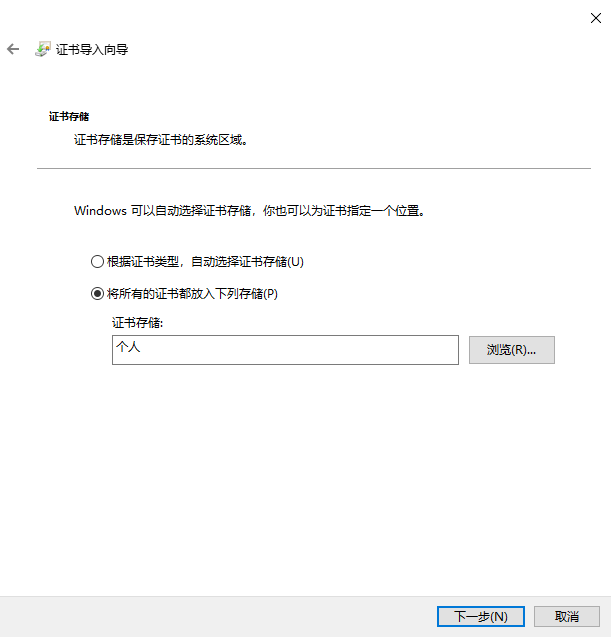 证书导入向导
证书存储
证书存储是保存证书的系统区域。
Windows 可以自动选择证书存储，你也可以为证书指定一个位置。
根据证书类型，自动选择证书存储(U)
将所有的证书都放入下列存储(P)
证书存储:
个人
浏览(R)...
下一步(N)
取消